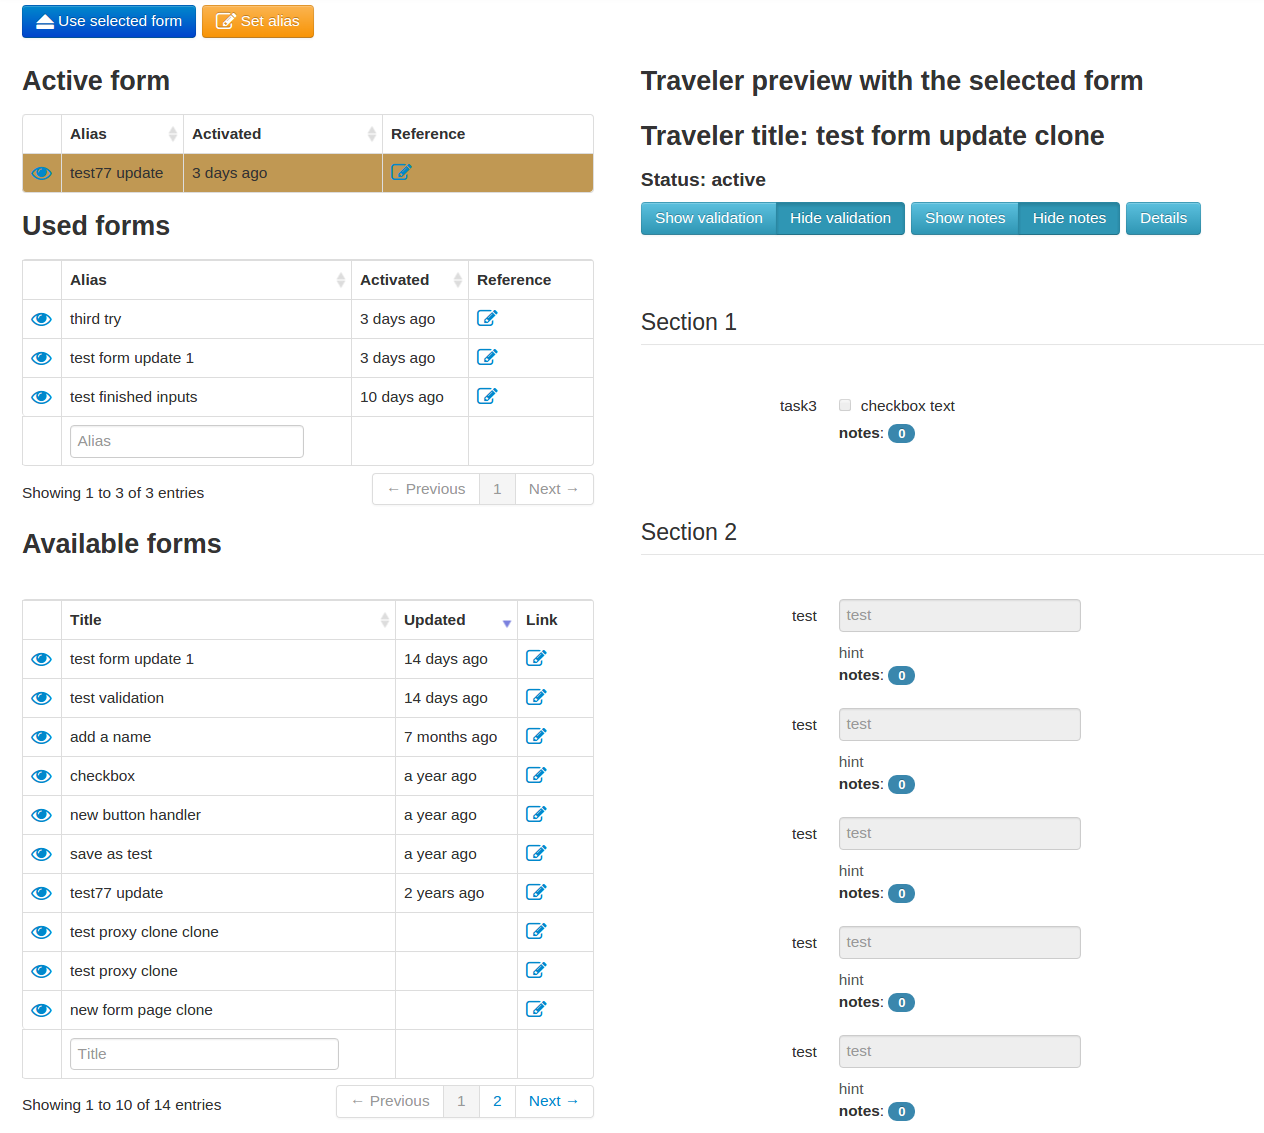 Use selected form Set alias
Active form
Alias Activated Reference
test77 update 3 days ago
Used forms
Alias Activated Reference
third try 3 days ago
test form update 1 3 days ago
test finished inputs 10 days ago
Alias
Showing 1 to 3 of 3 entries
← Previous 1 Next →
Available forms
Title Updated Link
test form update 1 14 days ago
test validation 14 days ago
add a name 7 months ago
checkbox a year ago
new button handler a year ago
save as test a year ago
test77 update 2 years ago
test proxy clone clone
test proxy clone
new form page clone
Title
Showing 1 to 10 of 14 entries
← Previous 1 2 Next →
Traveler preview with the selected form
Traveler title: test form update clone
Status: active
Show validation Hide validation Show notes Hide notes Details
Section 1
task3 checkbox text
notes: 0
Section 2
test test
hint
notes: 0
test test
hint
notes: 0
test test
hint
notes: 0
test test
hint
notes: 0
test test
hint
notes: 0